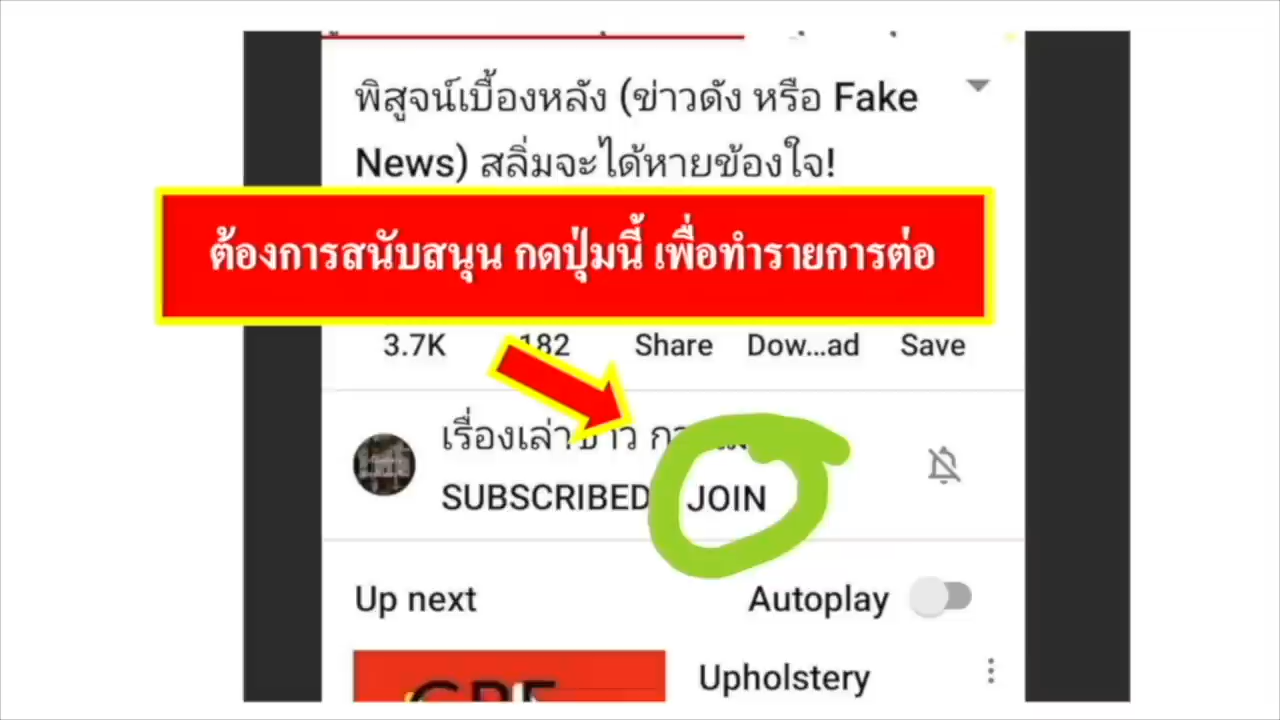 พิสูจน์เบื้องหลัง (ข่าวดัง หรือ Fake
News) สลิ่มจะได้หายข้องใจ!
ต้องการสนับสนุน กดปุ่มนี้ เพื่อทำรายการต่อ
3.7K 182 Share Dow...ad Save
เรื่องเล่าข่าว
SUBSCRIBED JOIN
Up next Autoplay
Upholstery